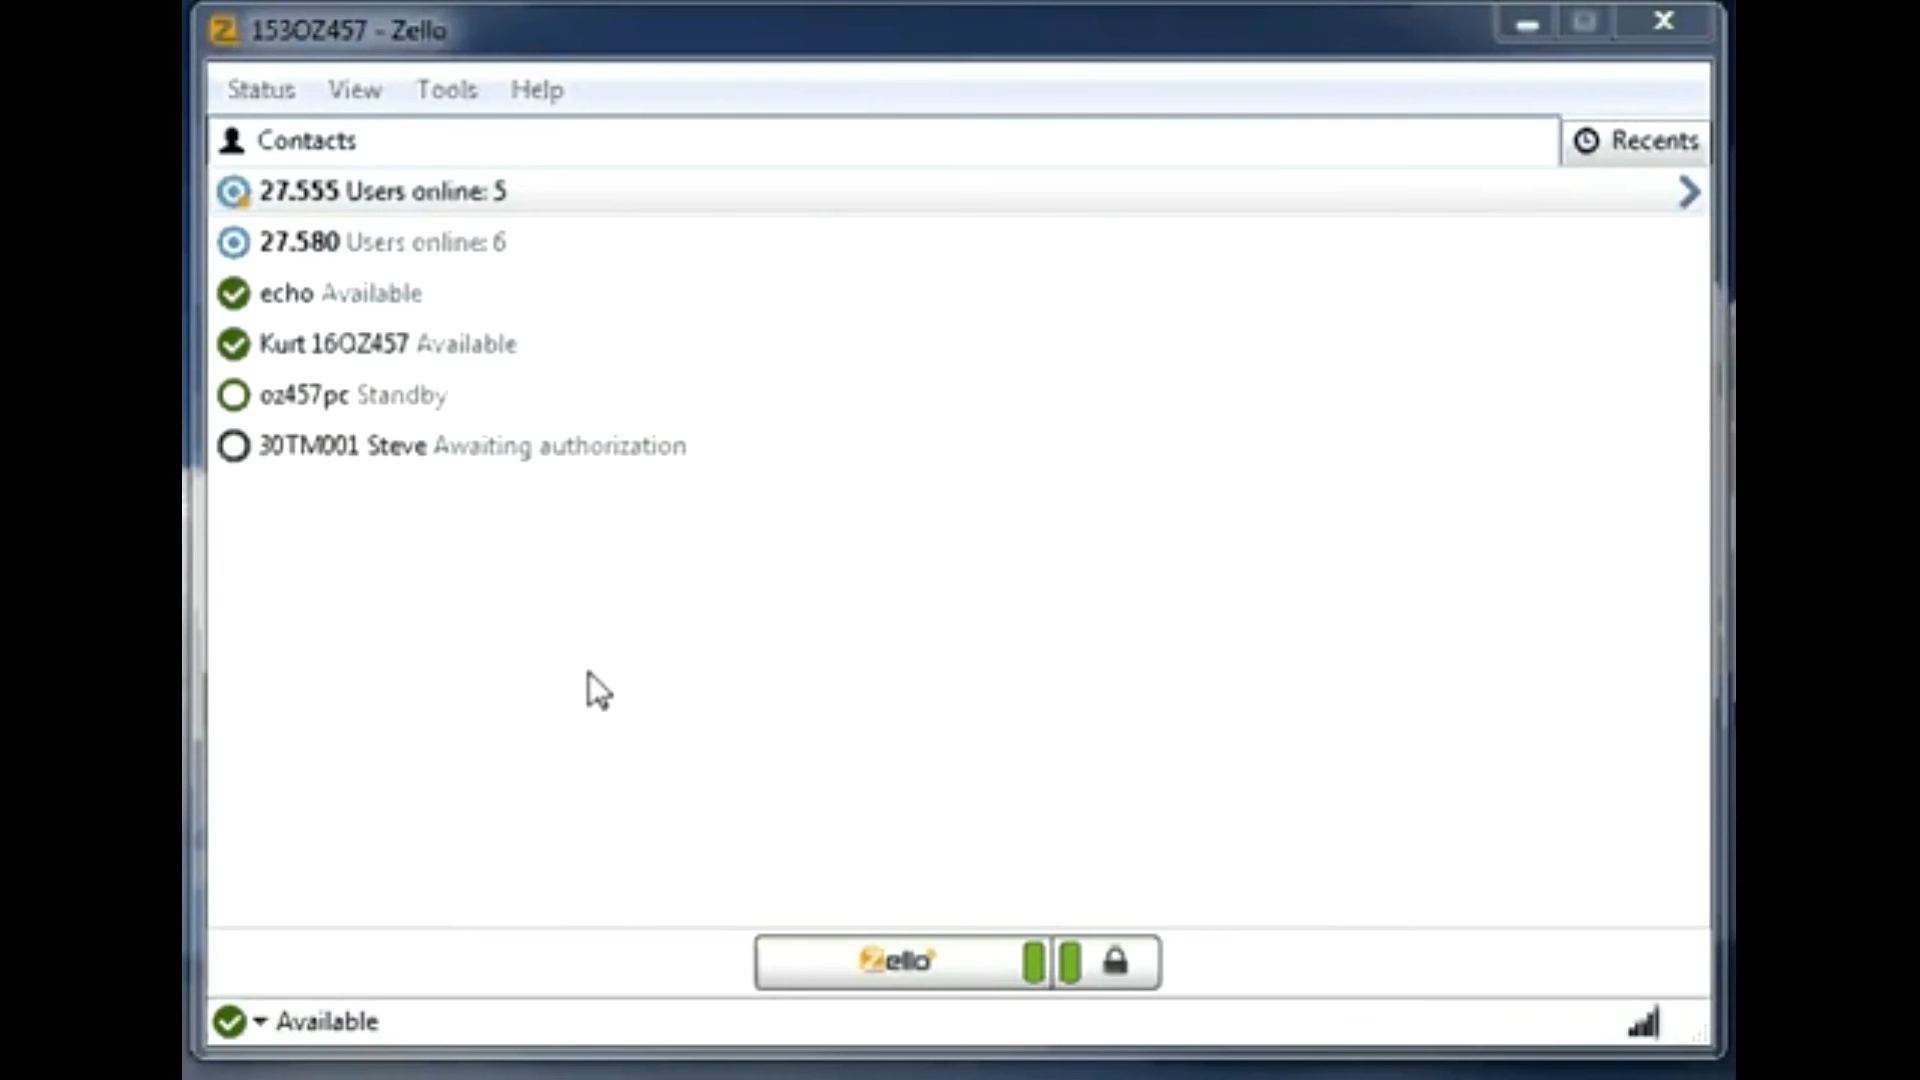 153OZ457 - Zello
Status View Tools Help
Contacts
Recents
27.555 Users online: 5
27.580 Users online: 6
echo Available
Kurt 16OZ457 Available
oz457pc Standby
30TM001 Steve Awaiting authorization
Zello
Available